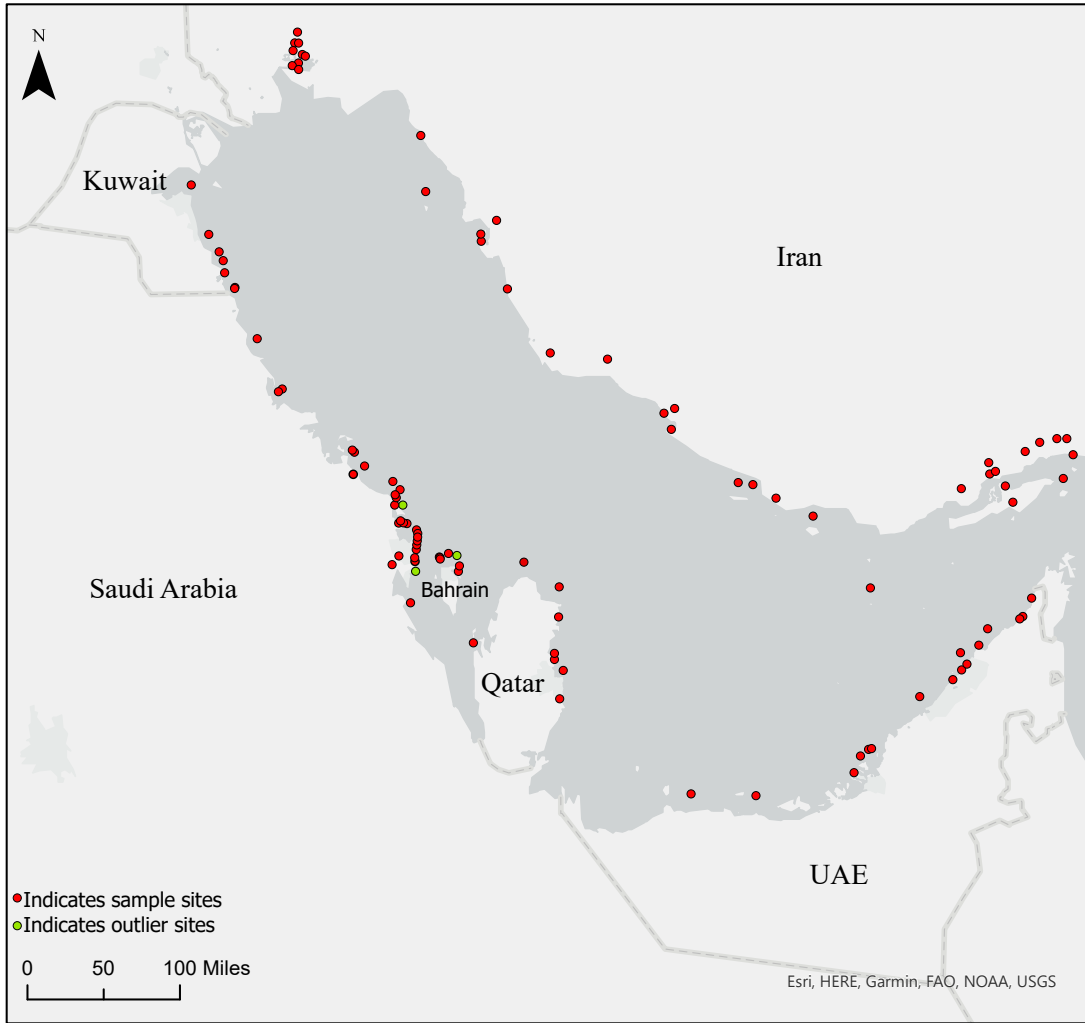 N
Kuwait
Iran
Saudi Arabia
Bahrain
Qatar
UAE
Indicates sample sites
Indicates outlier sites
0 50 100 Miles
Esri, HERE, Garmin, FAO, NOAA, USGS